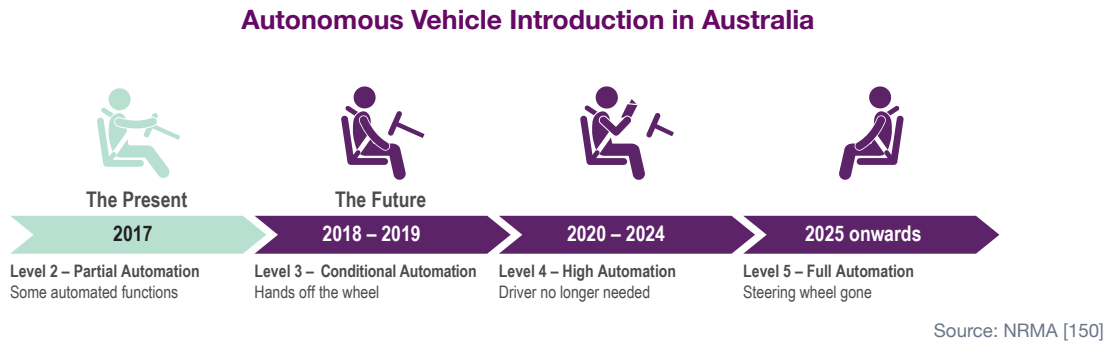 Autonomous Vehicle Introduction in Australia
The Present
The Future
2017
2018 – 2019
2020 – 2024
2025 onwards
Level 2 – Partial Automation
Some automated functions
Level 3 – Conditional Automation
Hands off the wheel
Level 4 – High Automation
Driver no longer needed
Level 5 – Full Automation
Steering wheel gone
Source: NRMA [150]